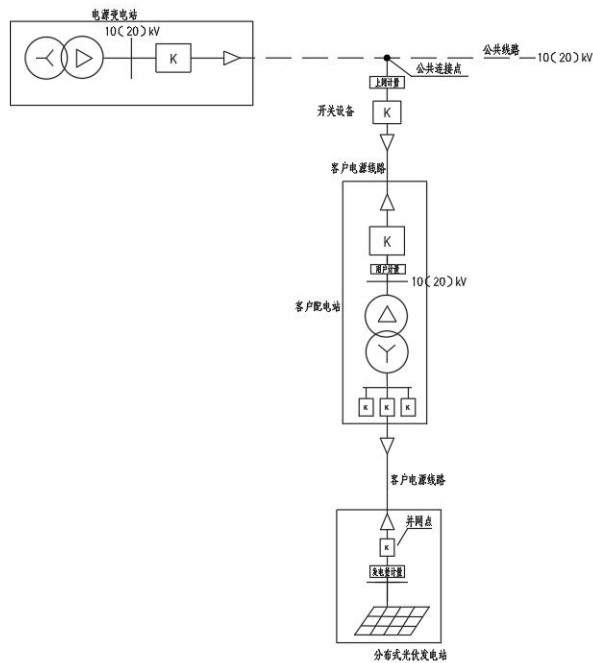 电源变电站
10(20)kV
K
公共线路
10(20)kV
公共连接点
上网计量
开关设备
K
客户电源线路
K
用户计量
10(20)kV
客户配电站
K K K
客户电源线路
并网点
K
发电量计量
分布式光伏发电站